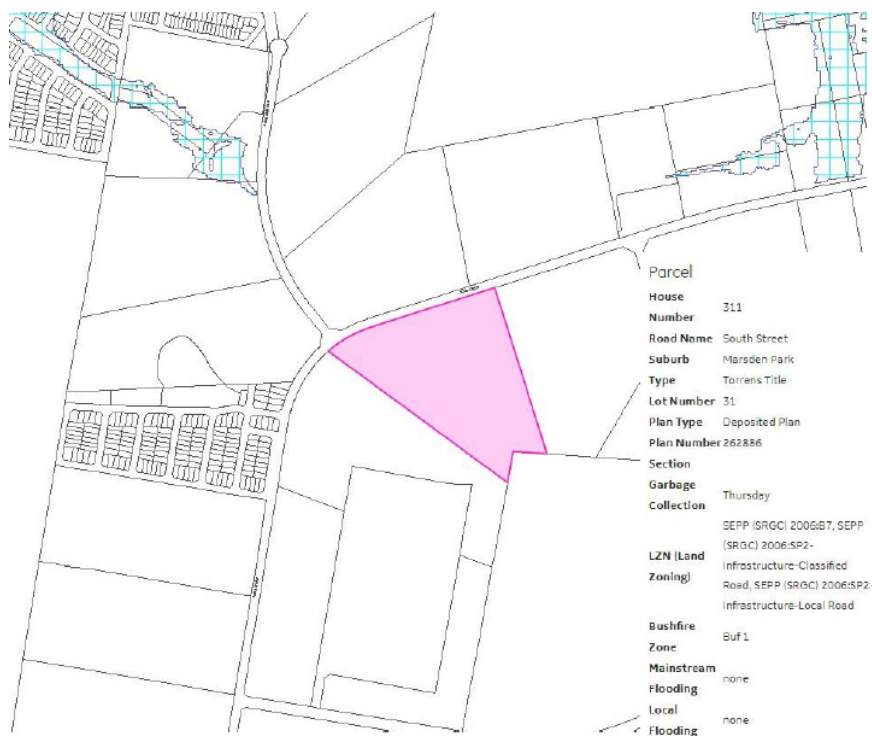 Parcel
House
Number
311
Road Name South Street
Suburb Marsden Park
Type Torrens Title
Lot Number 31
Plan Type Deposited Plan
Plan Number 262886
Section
Garbage
Collection
Thursday
LZN (Land
Zoning)
SEPP (SRGC) 2006:B7, SEPP
(SRGC) 2006:SP2-
Infrastructure-Classified
Road, SEPP (SRGC) 2006:SP2-
Infrastructure-Local Road
Bushfire
Zone
Buf 1
Mainstream
Flooding
none
Local
Flooding
none